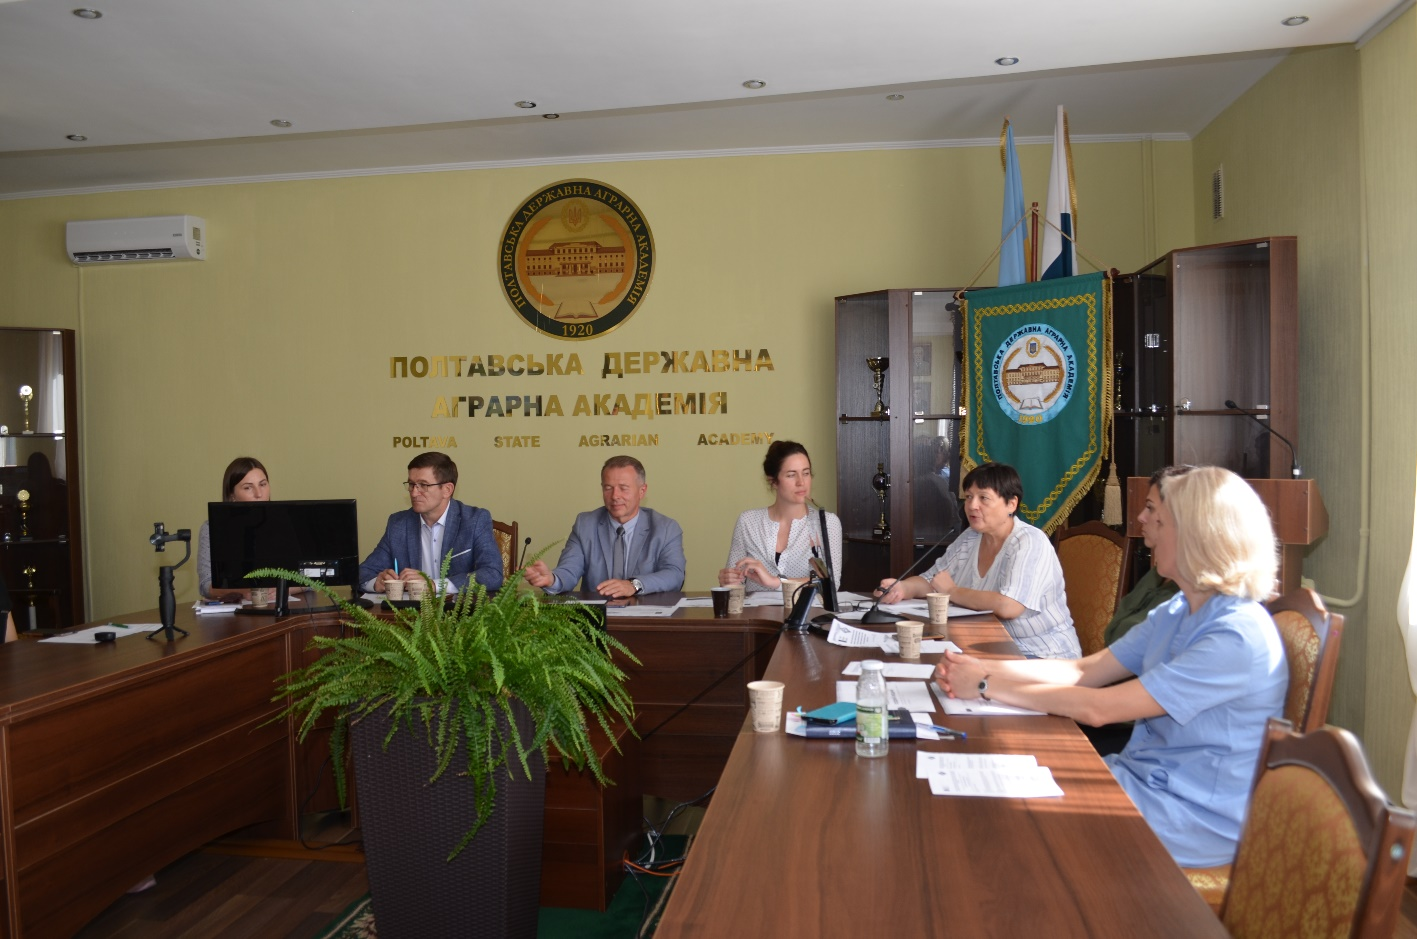 ПОЛТАВСЬКА ДЕРЖАВНА АГРАРНА АКАДЕМІЯ
1920
ПОЛТАВСЬКА ДЕРЖАВНА
АГРАРНА АКАДЕМІЯ
POLTAVA STATE AGRARIAN ACADEMY
ПОЛТАВСЬКА ДЕРЖАВНА АГРАРНА АКАДЕМІЯ